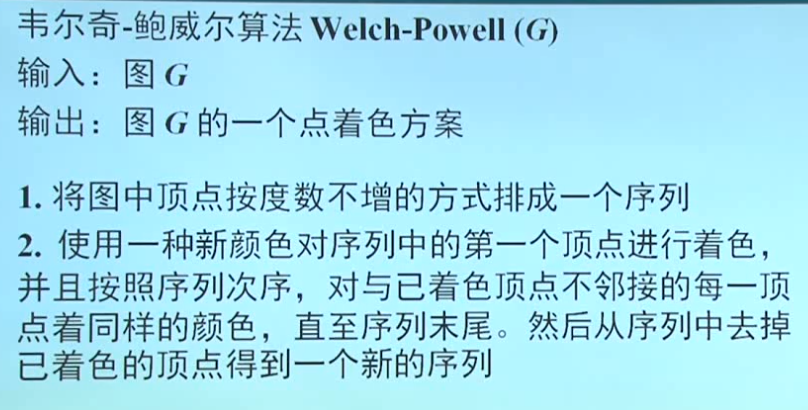 韦尔奇-鲍威尔算法 Welch-Powell (G)
输入：图 G
输出：图 G 的一个点着色方案
1. 将图中顶点按度数不增的方式排成一个序列
2. 使用一种新颜色对序列中的第一个顶点进行着色，
并且按照序列次序，对与已着色顶点不邻接的每一顶
点着同样的颜色，直至序列末尾。然后从序列中去掉
已着色的顶点得到一个新的序列